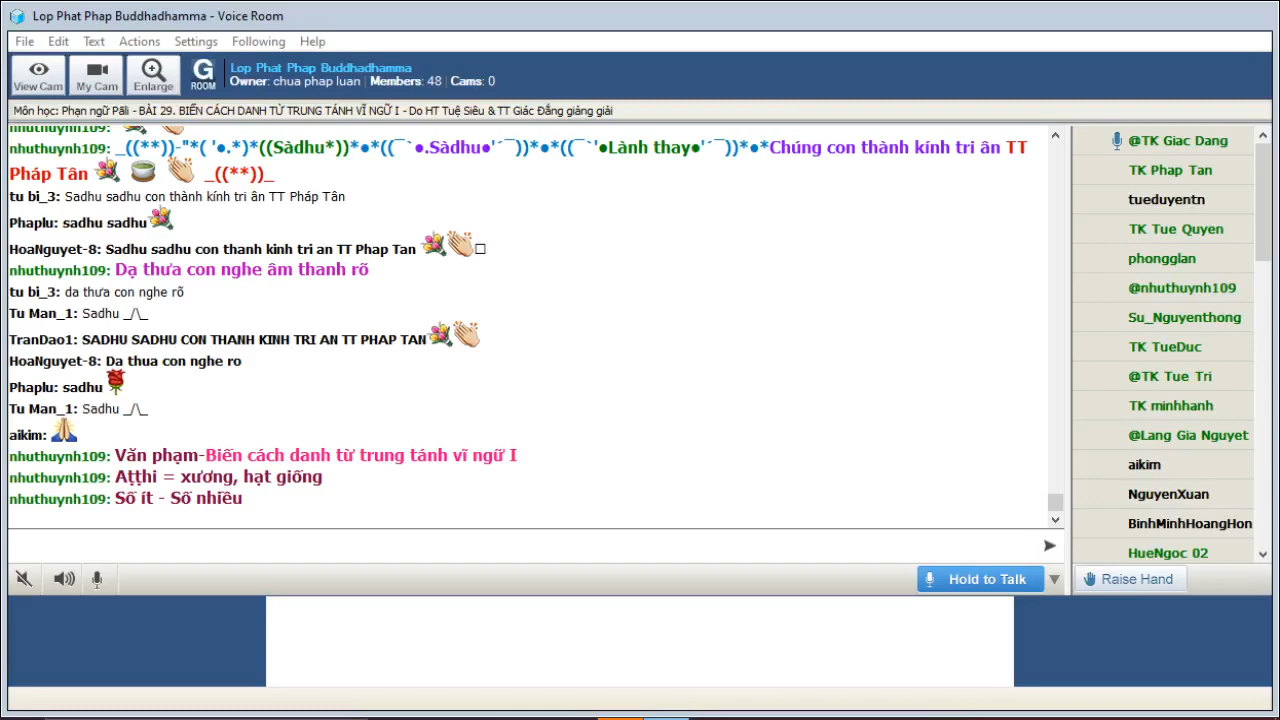 Lop Phat Phap Buddhadhamma - Voice Room
File Edit Text Actions Settings Following Help
View Cam My Cam Enlarge G ROOM
Lop Phat Phap Buddhadhamma
Owner: chua phap luan Members: 48 Cams: 0
Môn học: Phạn ngữ Pāli - BÀI 29. BIẾN CÁCH DANH TỪ TRUNG TÁNH VĨ NGỮ I - Do HT Tuệ Siêu & TT Giác Đẳng giảng giải
nhuthuynh109:
nhuthuynh109: _((**))-"*( '●.*)*((Sàdhu*))*●*((¯`●.Sàdhu●'´¯))*●*((¯`'●Lành thay●'´¯))*●*Chúng con thành kính tri ân TT
Pháp Tân _((**))_
tu bi_3: Sadhu sadhu con thành kính tri ân TT Pháp Tân
Phaplu: sadhu sadhu
HoaNguyet-8: Sadhu sadhu con thanh kinh tri an TT Phap Tan □
nhuthuynh109: Dạ thưa con nghe âm thanh rõ
tu bi_3: da thưa con nghe rõ
Tu Man_1: Sadhu _/\_
TranDao1: SADHU SADHU CON THANH KINH TRI AN TT PHAP TAN
HoaNguyet-8: Da thua con nghe ro
Phaplu: sadhu
Tu Man_1: Sadhu _/\_
aikim:
nhuthuynh109: Văn phạm-Biến cách danh từ trung tánh vĩ ngữ I
nhuthuynh109: Aṭṭhi = xương, hạt giống
nhuthuynh109: Số ít - Số nhiều
Hold to Talk
@TK Giac Dang
TK Phap Tan
tueduyentn
TK Tue Quyen
phongglan
@nhuthuynh109
Su_Nguyenthong
TK TueDuc
@TK Tue Tri
TK minhhanh
@Lang Gia Nguyet
aikim
NguyenXuan
BinhMinhHoangHon
HueNgoc 02
Raise Hand